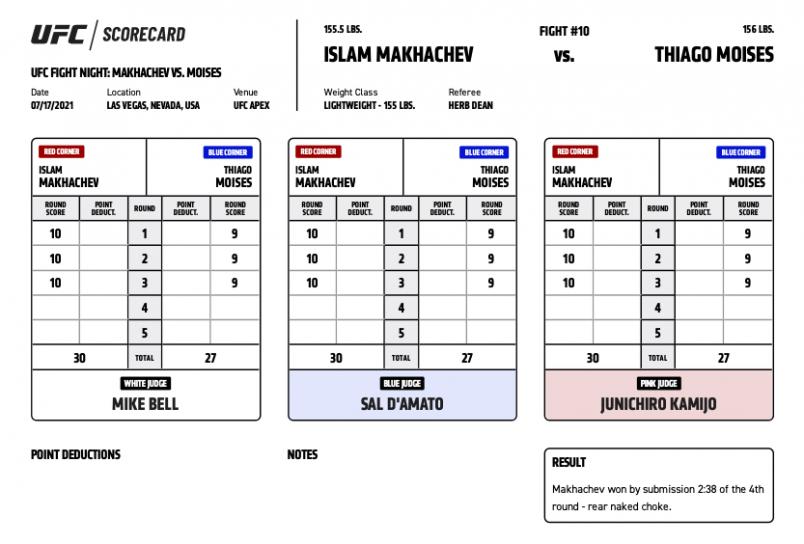 UFC / SCORECARD
UFC FIGHT NIGHT: MAKHACHEV VS. MOISES
Date Location Venue
07/17/2021 LAS VEGAS, NEVADA, USA UFC APEX
155.5 LBS. FIGHT #10 156 LBS.
ISLAM MAKHACHEV VS. THIAGO MOISES
Weight Class Referee
LIGHTWEIGHT - 155 LBS. HERB DEAN
RED CORNER BLUE CORNER
ISLAM THIAGO
MAKHACHEV MOISES
ROUND POINT ROUND POINT ROUND
SCORE DEDUCT. DEDUCT. SCORE
10 1 9
10 2 9
10 3 9
4
5
30 TOTAL 27
WHITE JUDGE
MIKE BELL
RED CORNER BLUE CORNER
ISLAM THIAGO
MAKHACHEV MOISES
ROUND POINT ROUND POINT ROUND
SCORE DEDUCT. DEDUCT. SCORE
10 1 9
10 2 9
10 3 9
4
5
30 TOTAL 27
BLUE JUDGE
SAL D'AMATO
RED CORNER BLUE CORNER
ISLAM THIAGO
MAKHACHEV MOISES
ROUND POINT ROUND POINT ROUND
SCORE DEDUCT. DEDUCT. SCORE
10 1 9
10 2 9
10 3 9
4
5
30 TOTAL 27
PINK JUDGE
JUNICHIRO KAMIJO
POINT DEDUCTIONS
NOTES
RESULT
Makhachev won by submission 2:38 of the 4th
round - rear naked choke.